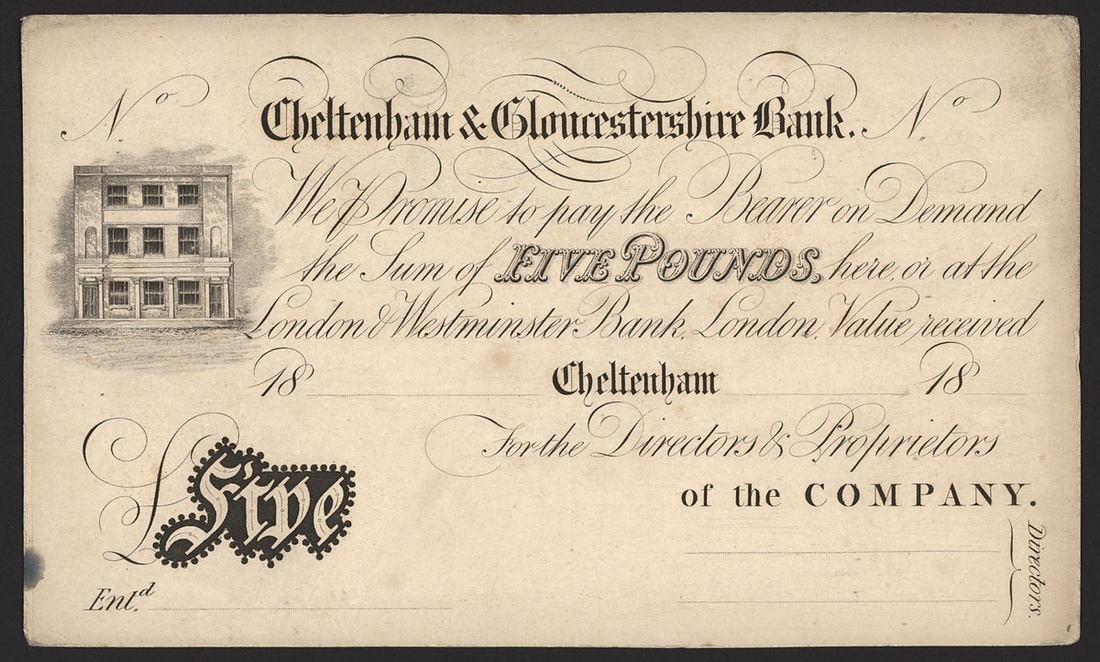 No Cheltenham & Gloucestershire Bank. No
We Promise to pay the Bearer on Demand
the Sum of FIVE POUNDS, here, or at the
London & Westminster Bank, London, Value received
18 Cheltenham 18
For the Directors & Proprietors
of the COMPANY.
£ Five
Directors.
Entd.